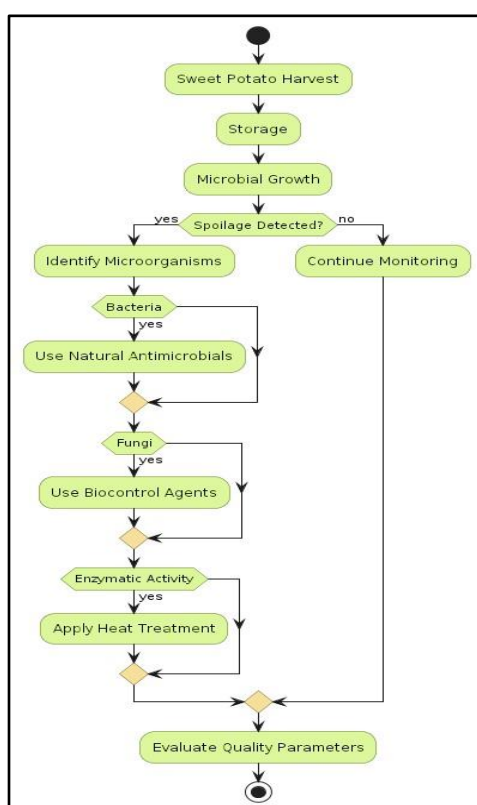 Sweet Potato Harvest
Storage
Microbial Growth
yes
Spoilage Detected?
no
Identify Microorganisms
Continue Monitoring
Bacteria
yes
Use Natural Antimicrobials
Fungi
yes
Use Biocontrol Agents
Enzymatic Activity
yes
Apply Heat Treatment
Evaluate Quality Parameters